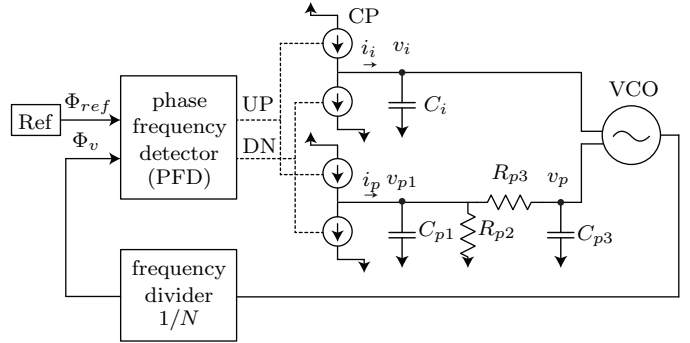 CP
i_i v_i
VCO
Φ_ref
phase
frequency
detector
(PFD)
UP
C_i
Ref
Φ_v
DN
i_p v_p1
R_p3
v_p
C_p1
R_p2
C_p3
frequency
divider
1/N